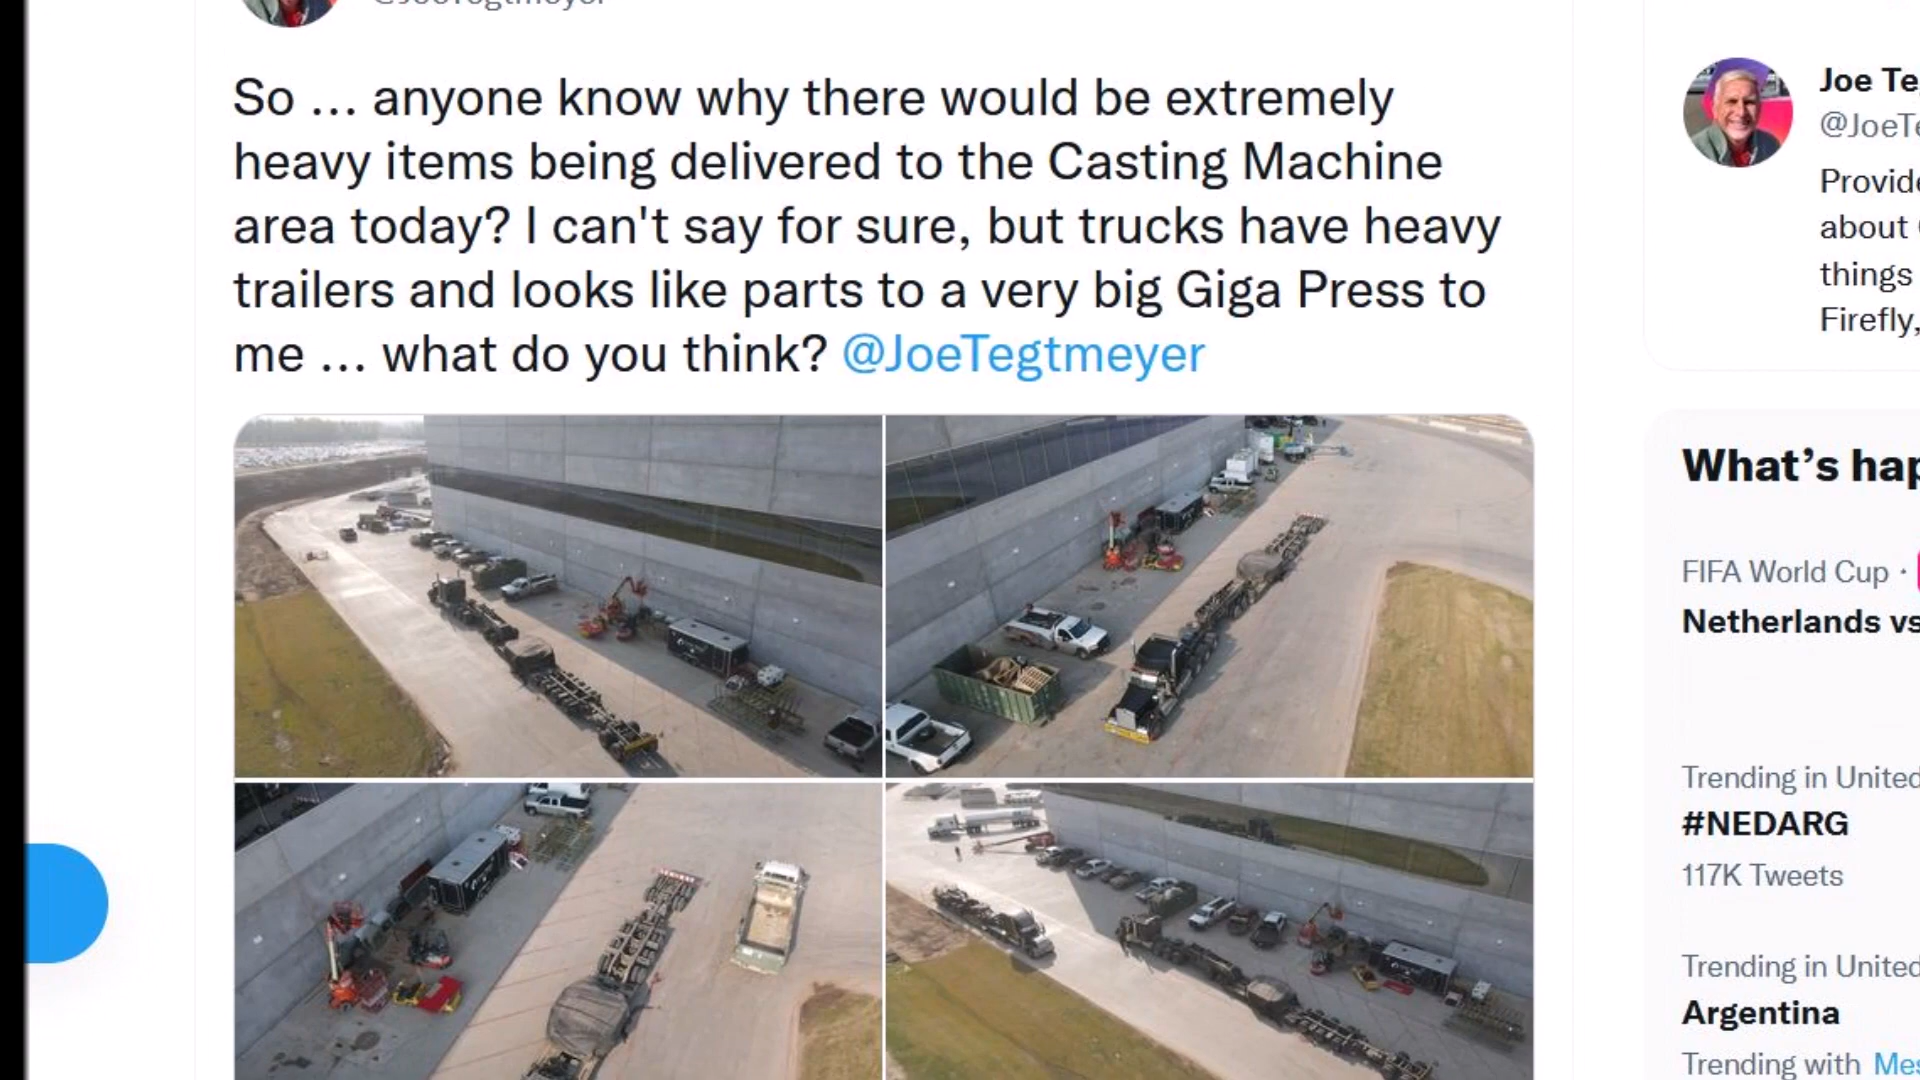 @JoeTegtmeyer
So ... anyone know why there would be extremely
heavy items being delivered to the Casting Machine
area today? I can't say for sure, but trucks have heavy
trailers and looks like parts to a very big Giga Press to
me ... what do you think? @JoeTegtmeyer
Joe Te
@JoeTe
Provide
about
things
Firefly,
What's hap
FIFA World Cup ·
Netherlands vs
Trending in United
#NEDARG
117K Tweets
Trending in United
Argentina
Trending with Mes